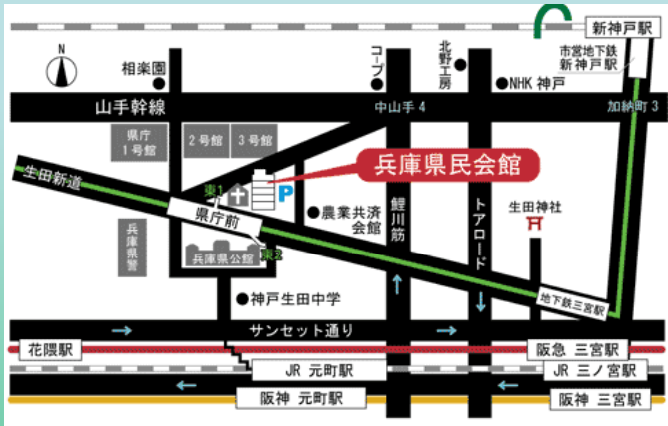 新神戸駅
市営地下鉄
新神戸駅
N
相楽園
コープ
北野工房
NHK 神戸
山手幹線
中山手 4
加納町 3
県庁
1号館
2号館
3号館
兵庫県民会館
生田新道
東1
P
県庁前
農業共済
会館
鯉川筋
トアロード
生田神社
兵庫県警
兵庫県公館
東2
神戸生田中学
地下鉄三宮駅
サンセット通り
花隈駅
阪急 三宮駅
JR 元町駅
JR 三ノ宮駅
阪神 元町駅
阪神 三宮駅